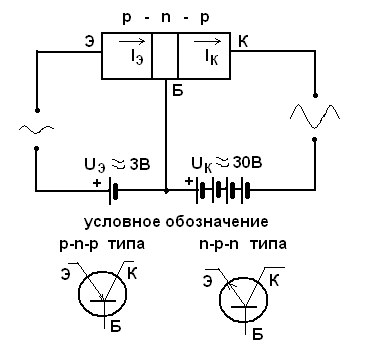 p - n - p
Э К
IЭ IК
Б
UЭ ≈ 3В UК ≈ 30В
+ +
условное обозначение
p-n-p типа n-p-n типа
Э К Э К
Б Б